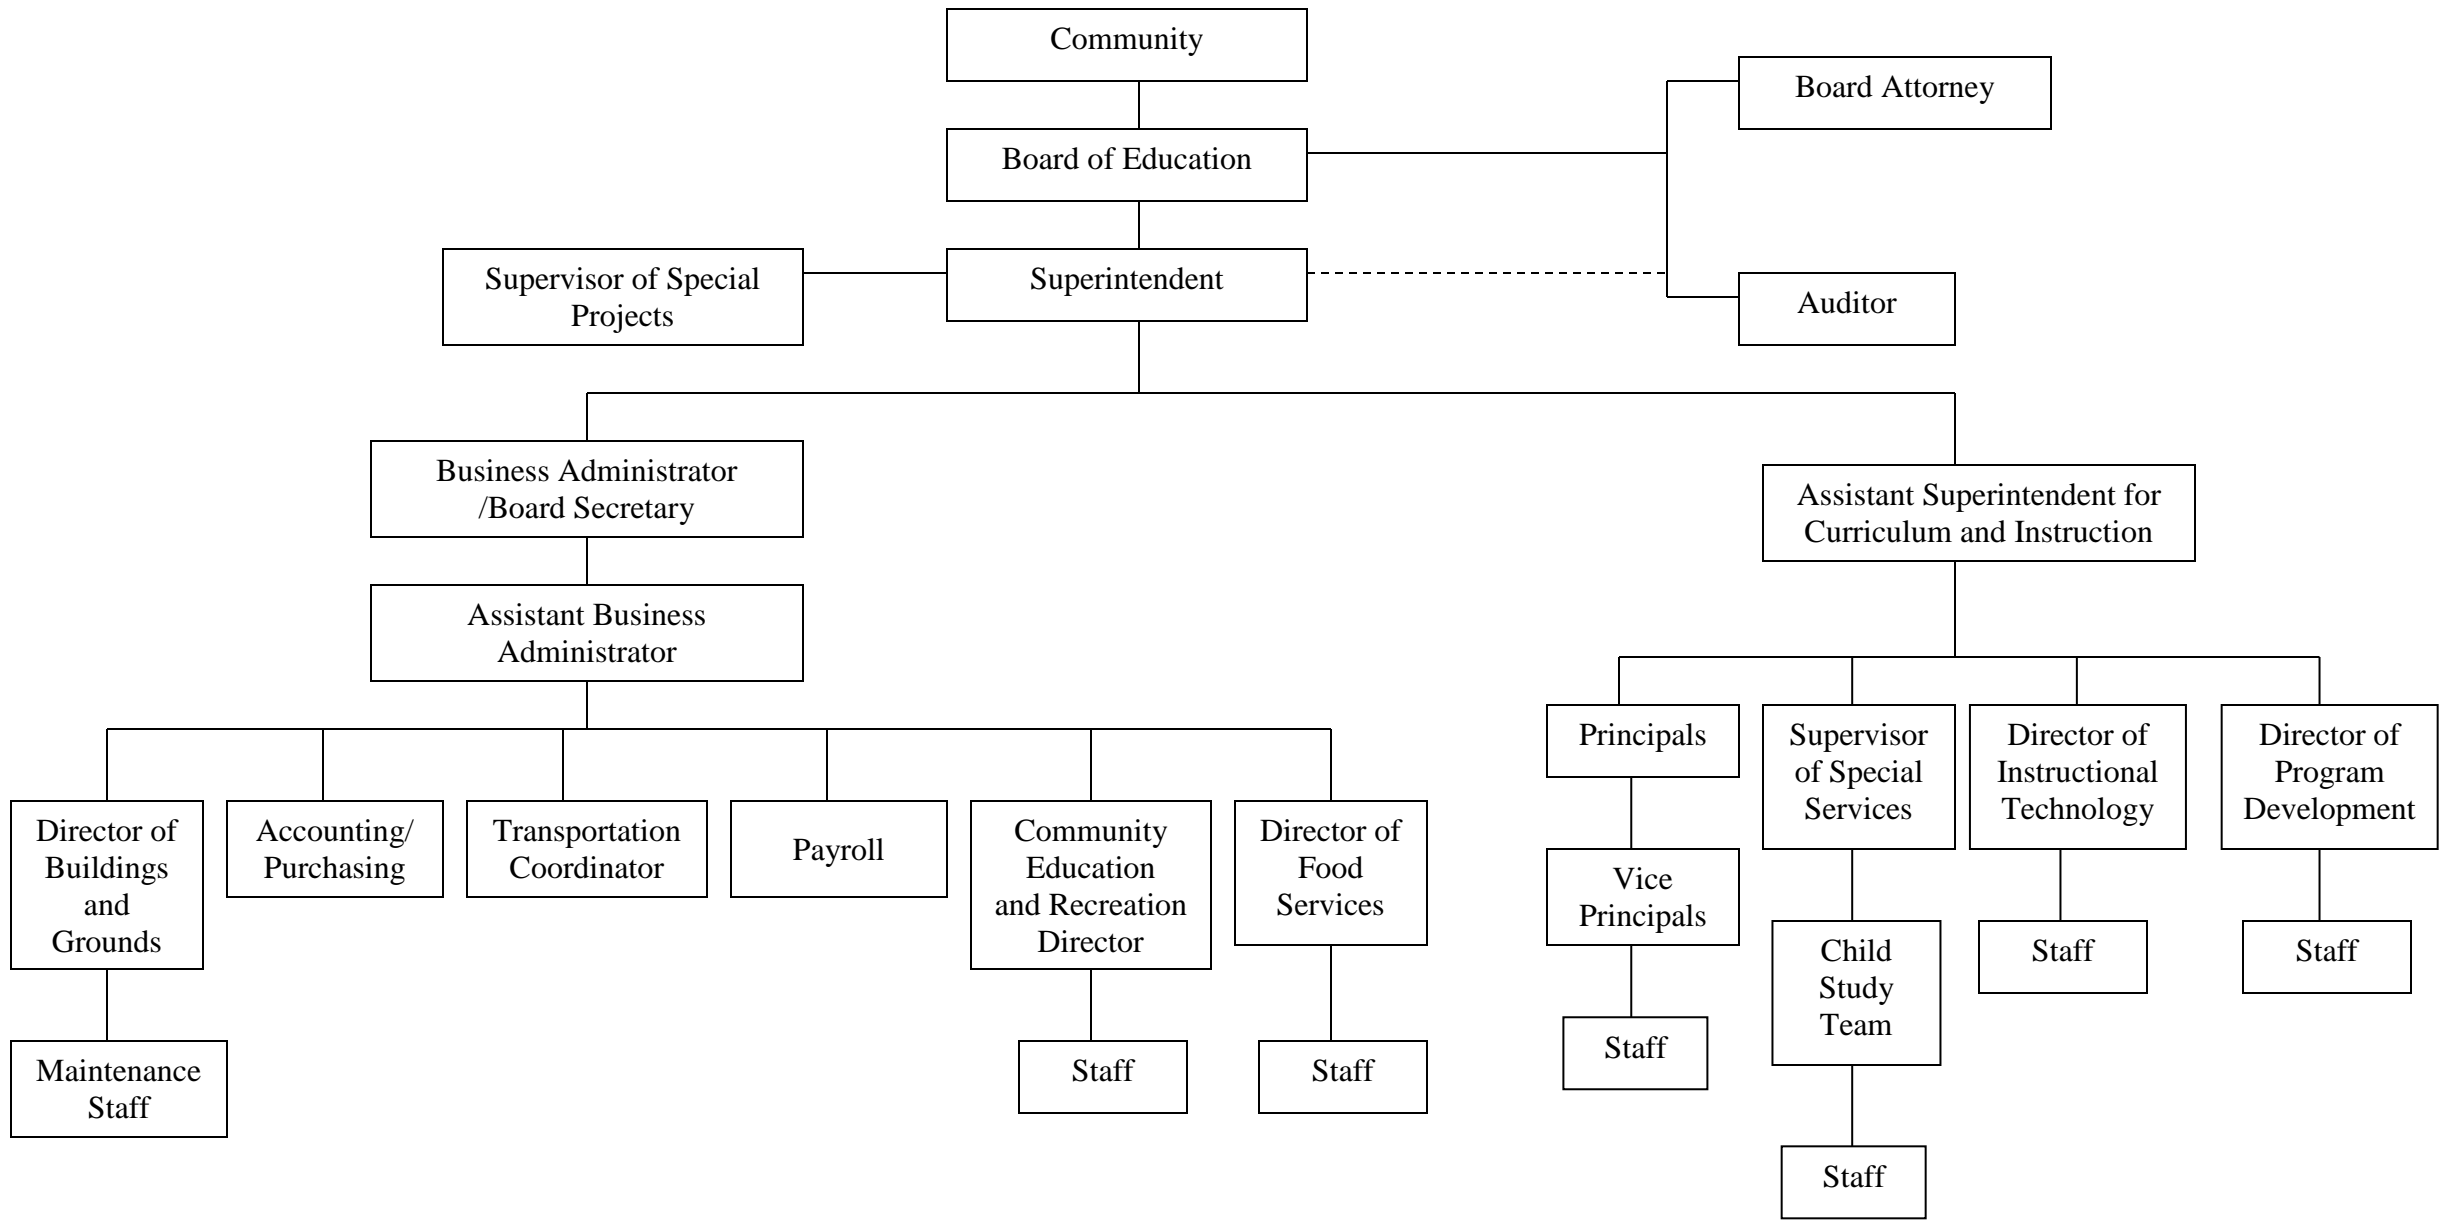 Community
Board Attorney
Board of Education
Supervisor of Special
Projects
Superintendent
Auditor
Business Administrator
/Board Secretary
Assistant Superintendent for
Curriculum and Instruction
Assistant Business
Administrator
Principals
Supervisor
of Special
Services
Director of
Instructional
Technology
Director of
Program
Development
Director of
Buildings
and
Grounds
Accounting/
Purchasing
Transportation
Coordinator
Payroll
Community
Education
and Recreation
Director
Director of
Food
Services
Vice
Principals
Child
Study
Team
Staff
Staff
Staff
Maintenance
Staff
Staff
Staff
Staff